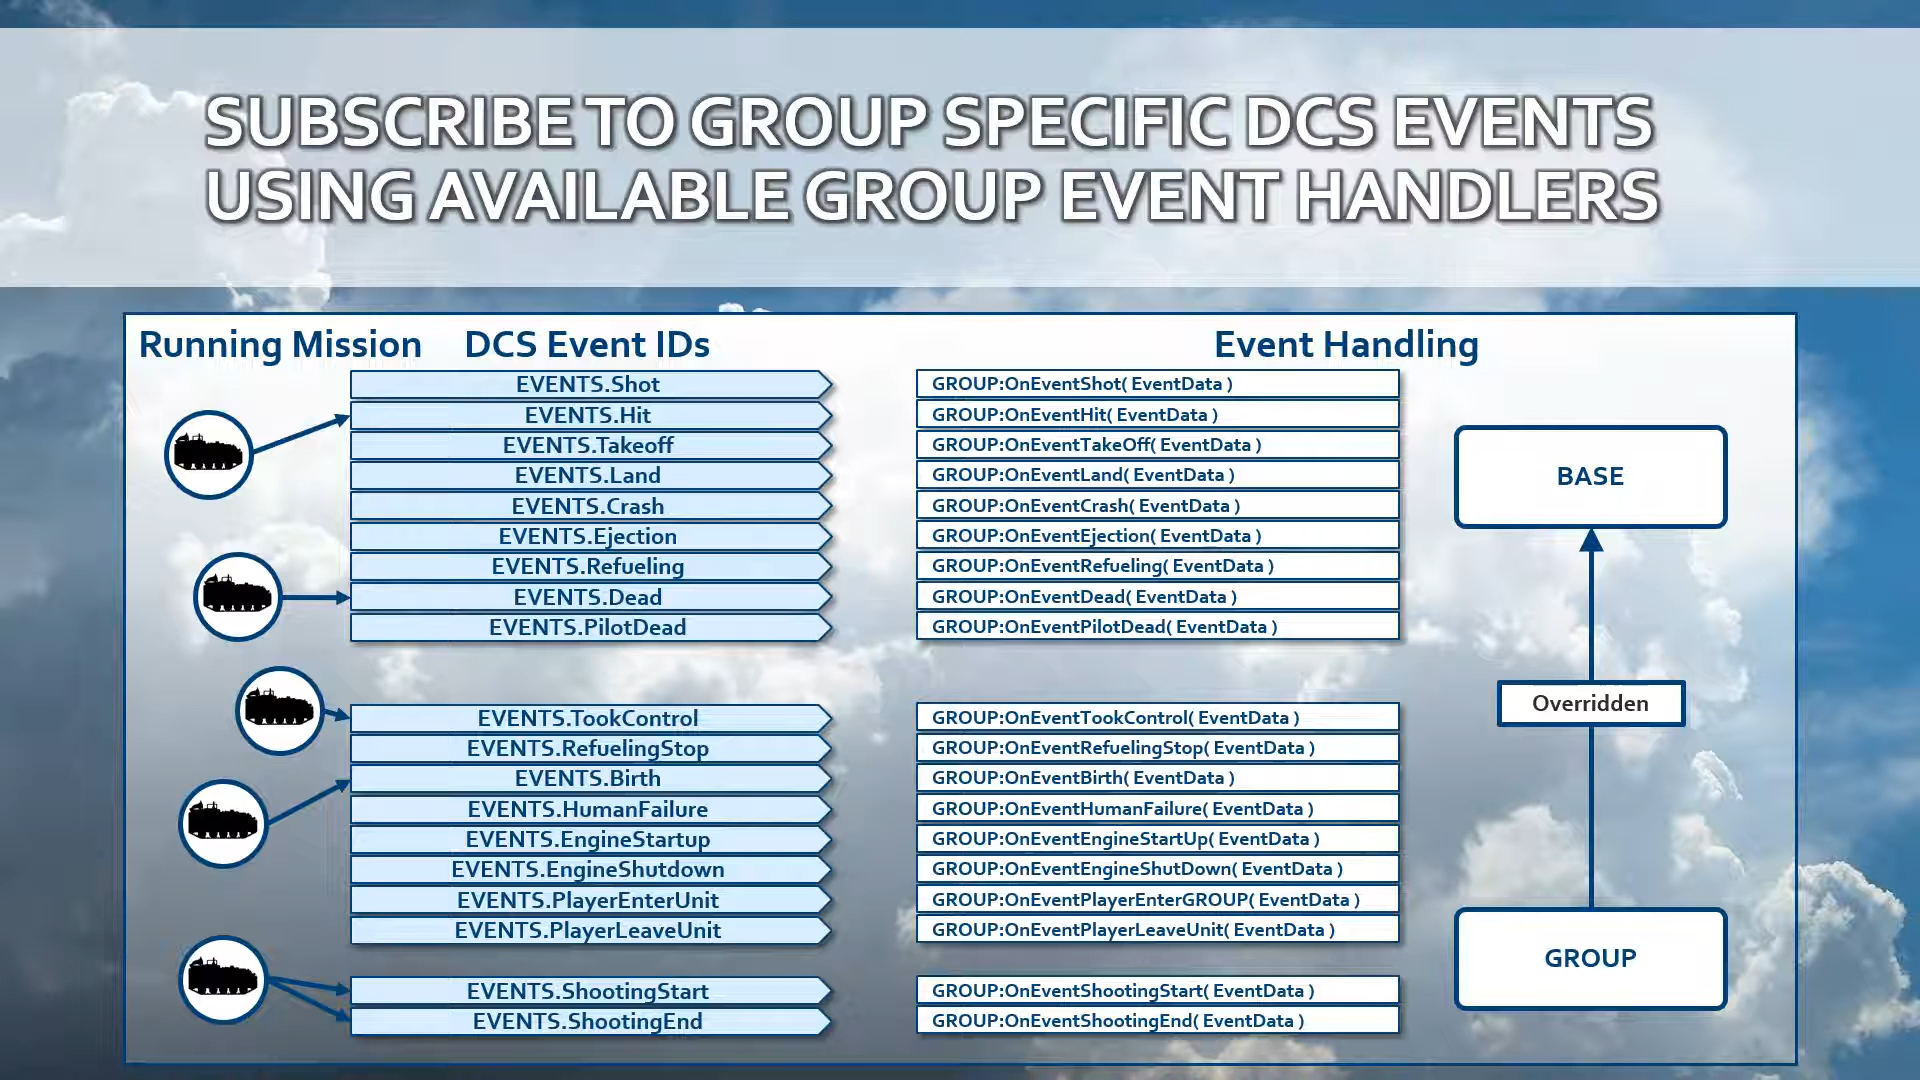 SUBSCRIBE TO GROUP SPECIFIC DCS EVENTS
USING AVAILABLE GROUP EVENT HANDLERS
Running Mission
DCS Event IDs
Event Handling
EVENTS.Shot
EVENTS.Hit
EVENTS.Takeoff
EVENTS.Land
EVENTS.Crash
EVENTS.Ejection
EVENTS.Refueling
EVENTS.Dead
EVENTS.PilotDead
EVENTS.TookControl
EVENTS.RefuelingStop
EVENTS.Birth
EVENTS.HumanFailure
EVENTS.EngineStartup
EVENTS.EngineShutdown
EVENTS.PlayerEnterUnit
EVENTS.PlayerLeaveUnit
EVENTS.ShootingStart
EVENTS.ShootingEnd
GROUP:OnEventShot( EventData )
GROUP:OnEventHit( EventData )
GROUP:OnEventTakeOff( EventData )
GROUP:OnEventLand( EventData )
GROUP:OnEventCrash( EventData )
GROUP:OnEventEjection( EventData )
GROUP:OnEventRefueling( EventData )
GROUP:OnEventDead( EventData )
GROUP:OnEventPilotDead( EventData )
GROUP:OnEventTookControl( EventData )
GROUP:OnEventRefuelingStop( EventData )
GROUP:OnEventBirth( EventData )
GROUP:OnEventHumanFailure( EventData )
GROUP:OnEventEngineStartUp( EventData )
GROUP:OnEventEngineShutDown( EventData )
GROUP:OnEventPlayerEnterGROUP( EventData )
GROUP:OnEventPlayerLeaveUnit( EventData )
GROUP:OnEventShootingStart( EventData )
GROUP:OnEventShootingEnd( EventData )
BASE
Overridden
GROUP